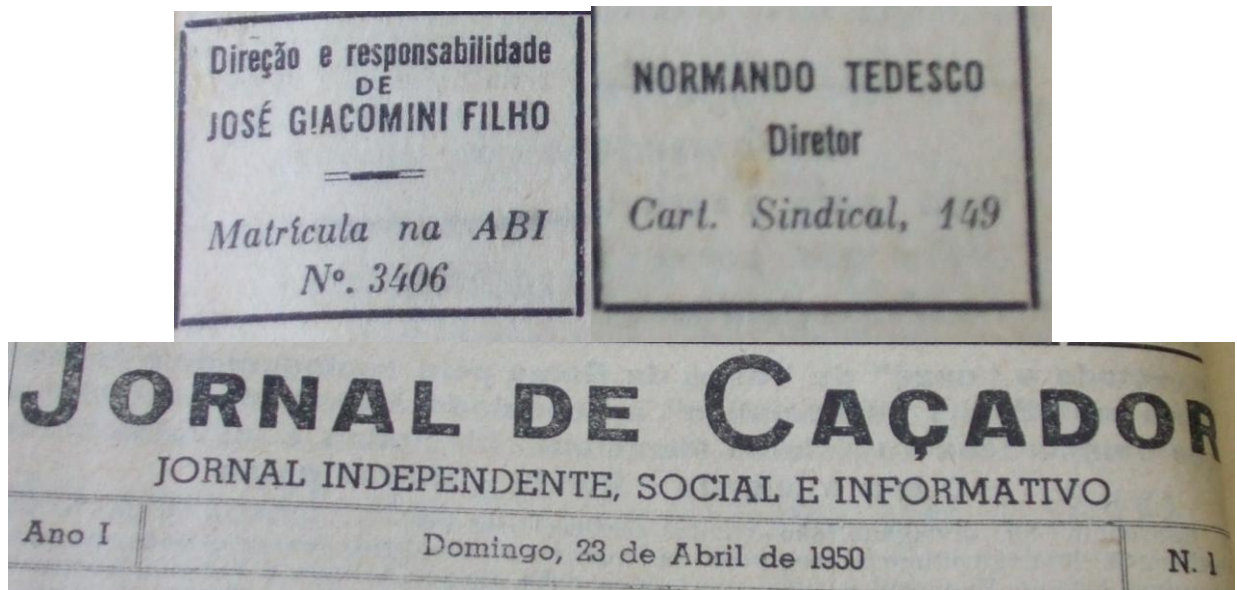 Direção e responsabilidade
DE
JOSÉ GIACOMINI FILHO
Matrícula na ABI
Nº. 3406
NORMANDO TEDESCO
Diretor
Cart. Sindical, 149
JORNAL DE CAÇADOR
JORNAL INDEPENDENTE, SOCIAL E INFORMATIVO
Ano I
Domingo, 23 de Abril de 1950
N. 1